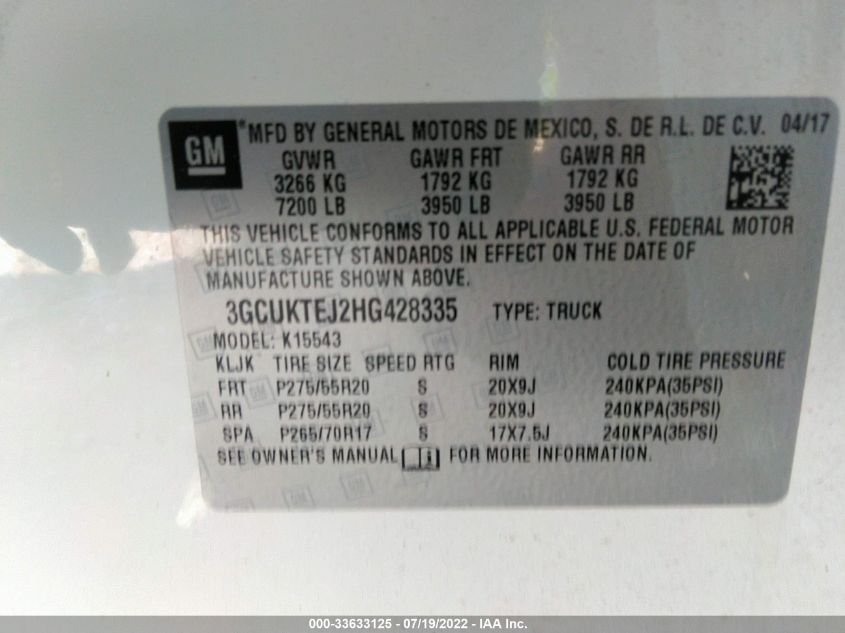 GM *MFD BY GENERAL MOTORS DE MEXICO, S. DE R.L. DE C.V. 04/17
GVWR GAWR FRT GAWR RR
3266 KG 1792 KG 1792 KG
7200 LB 3950 LB 3950 LB
THIS VEHICLE CONFORMS TO ALL APPLICABLE U.S. FEDERAL MOTOR
VEHICLE SAFETY STANDARDS IN EFFECT ON THE DATE OF
MANUFACTURE SHOWN ABOVE.
3GCUKTEJ2HG428335 TYPE: TRUCK
MODEL: K15543
KLJK TIRE SIZE SPEED RTG RIM COLD TIRE PRESSURE
FRT P275/55R20 S 20X9J 240KPA(35PSI)
RR P275/55R20 S 20X9J 240KPA(35PSI)
SPA P265/70R17 S 17X7.5J 240KPA(35PSI)
SEE OWNER'S MANUAL FOR MORE INFORMATION.
000-33633125 - 07/19/2022 - IAA Inc.